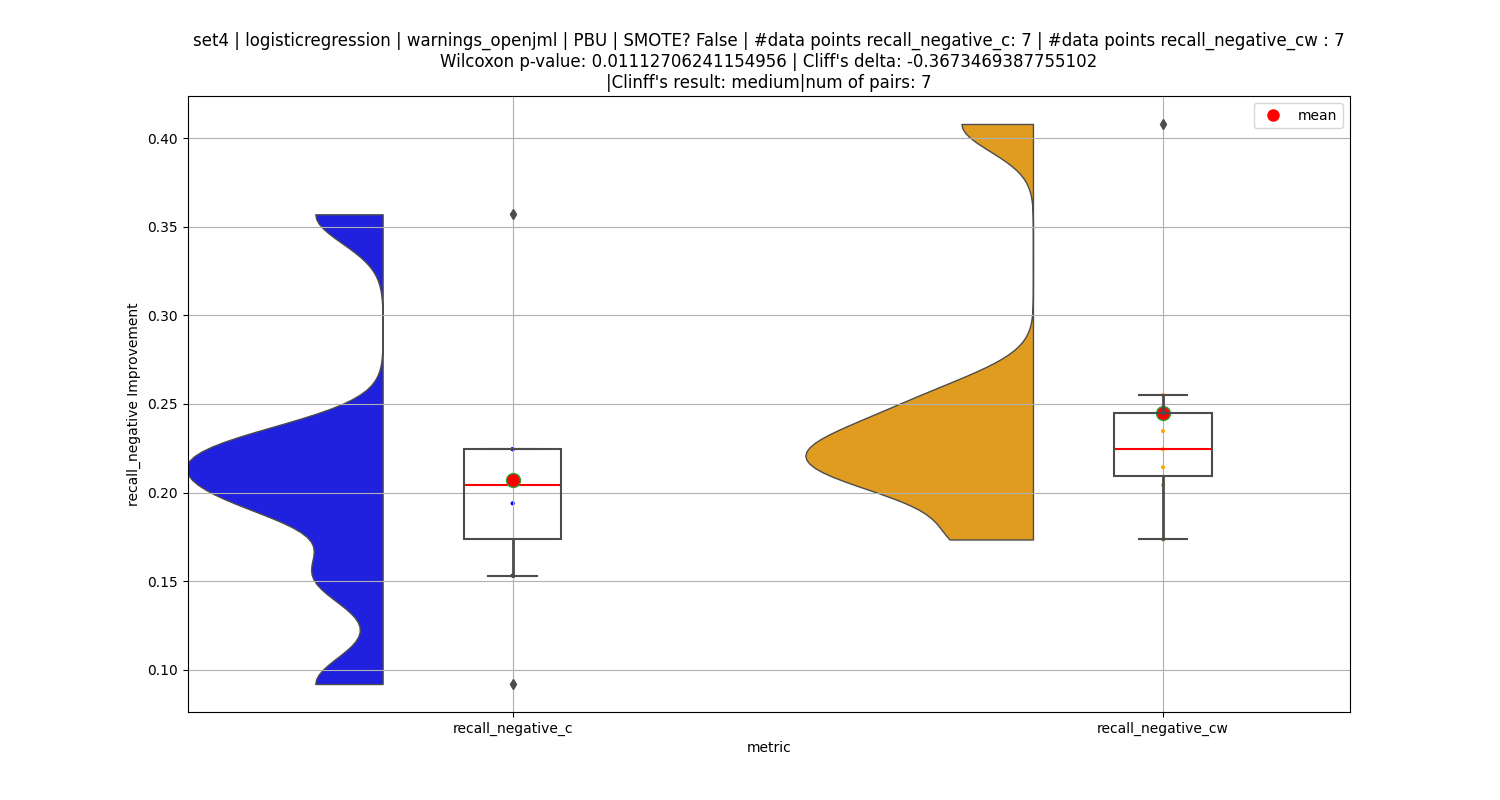 set4 | logisticregression | warnings_openjml | PBU | SMOTE? False | #data points recall_negative_c: 7 | #data points recall_negative_cw : 7
Wilcoxon p-value: 0.01112706241154956 | Cliff's delta: -0.3673469387755102
|Clinff's result: medium|num of pairs: 7
mean
0.40
0.35
0.30
0.25
0.20
0.15
0.10
recall_negative Improvement
recall_negative_c
recall_negative_cw
metric